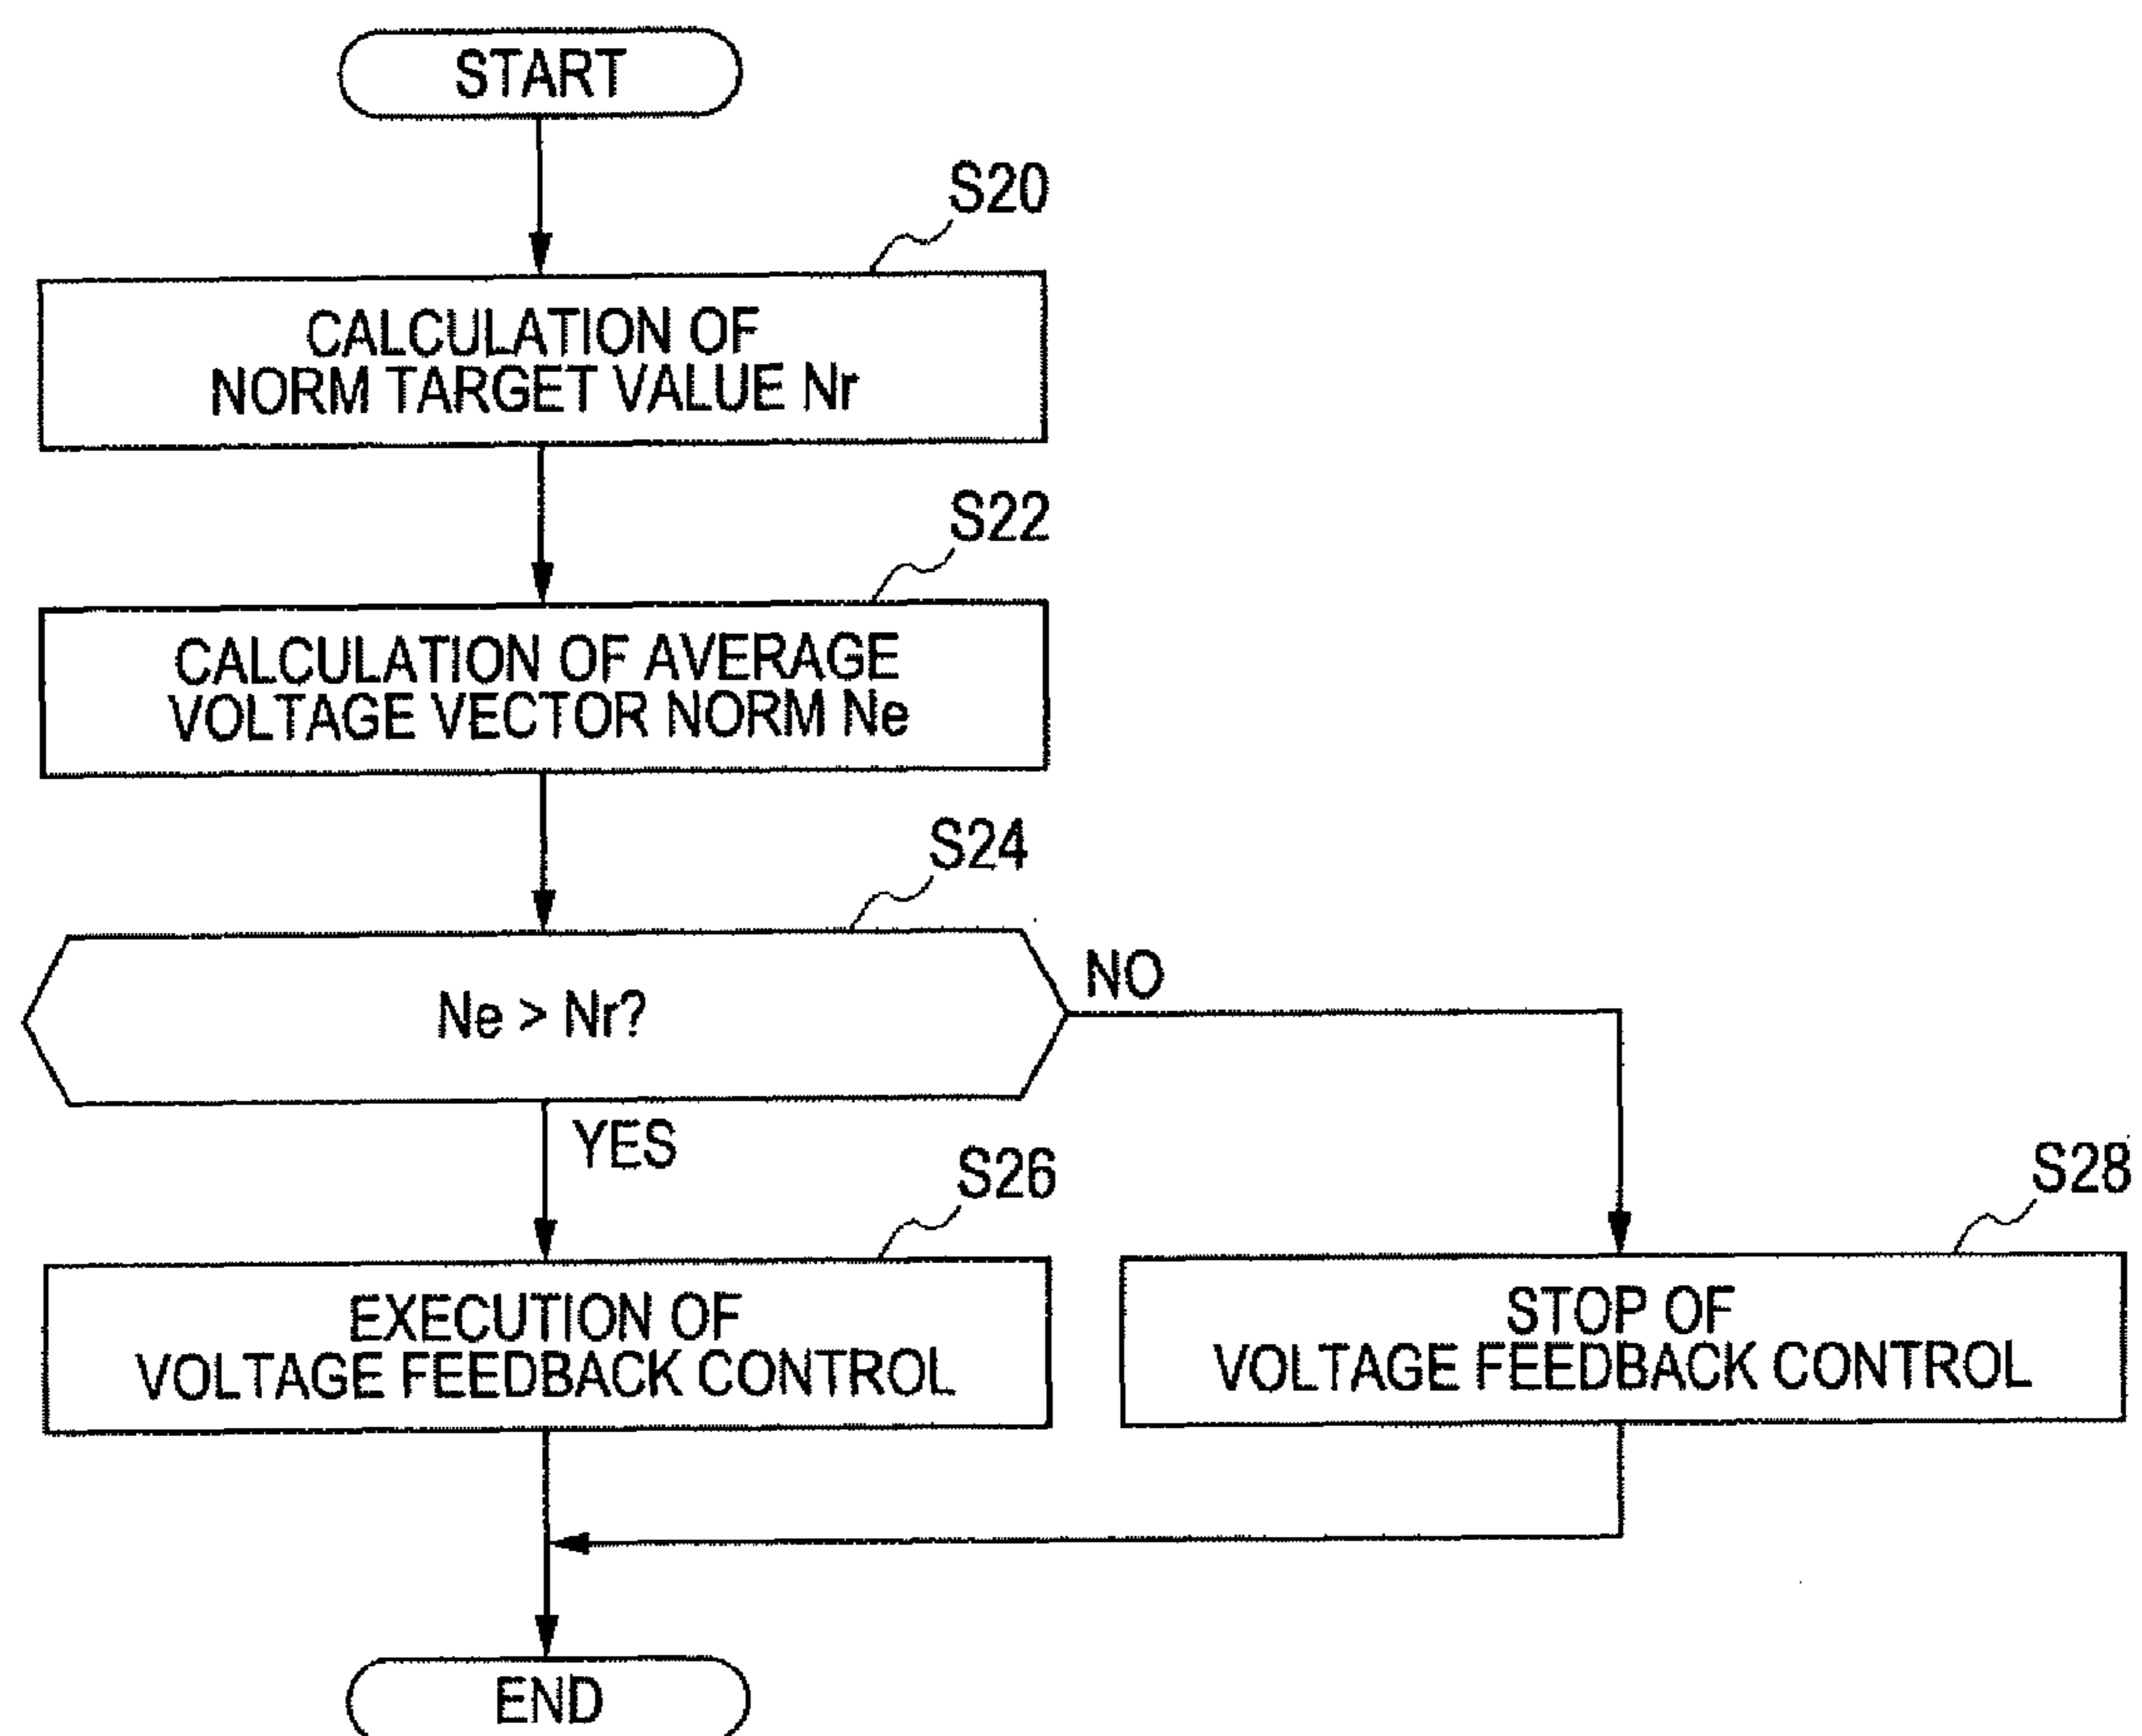 START
S20
CALCULATION OF
NORM TARGET VALUE Nr
S22
CALCULATION OF AVERAGE
VOLTAGE VECTOR NORM Ne
S24
Ne > Nr?
NO
YES
S26
EXECUTION OF
VOLTAGE FEEDBACK CONTROL
S28
STOP OF
VOLTAGE FEEDBACK CONTROL
END